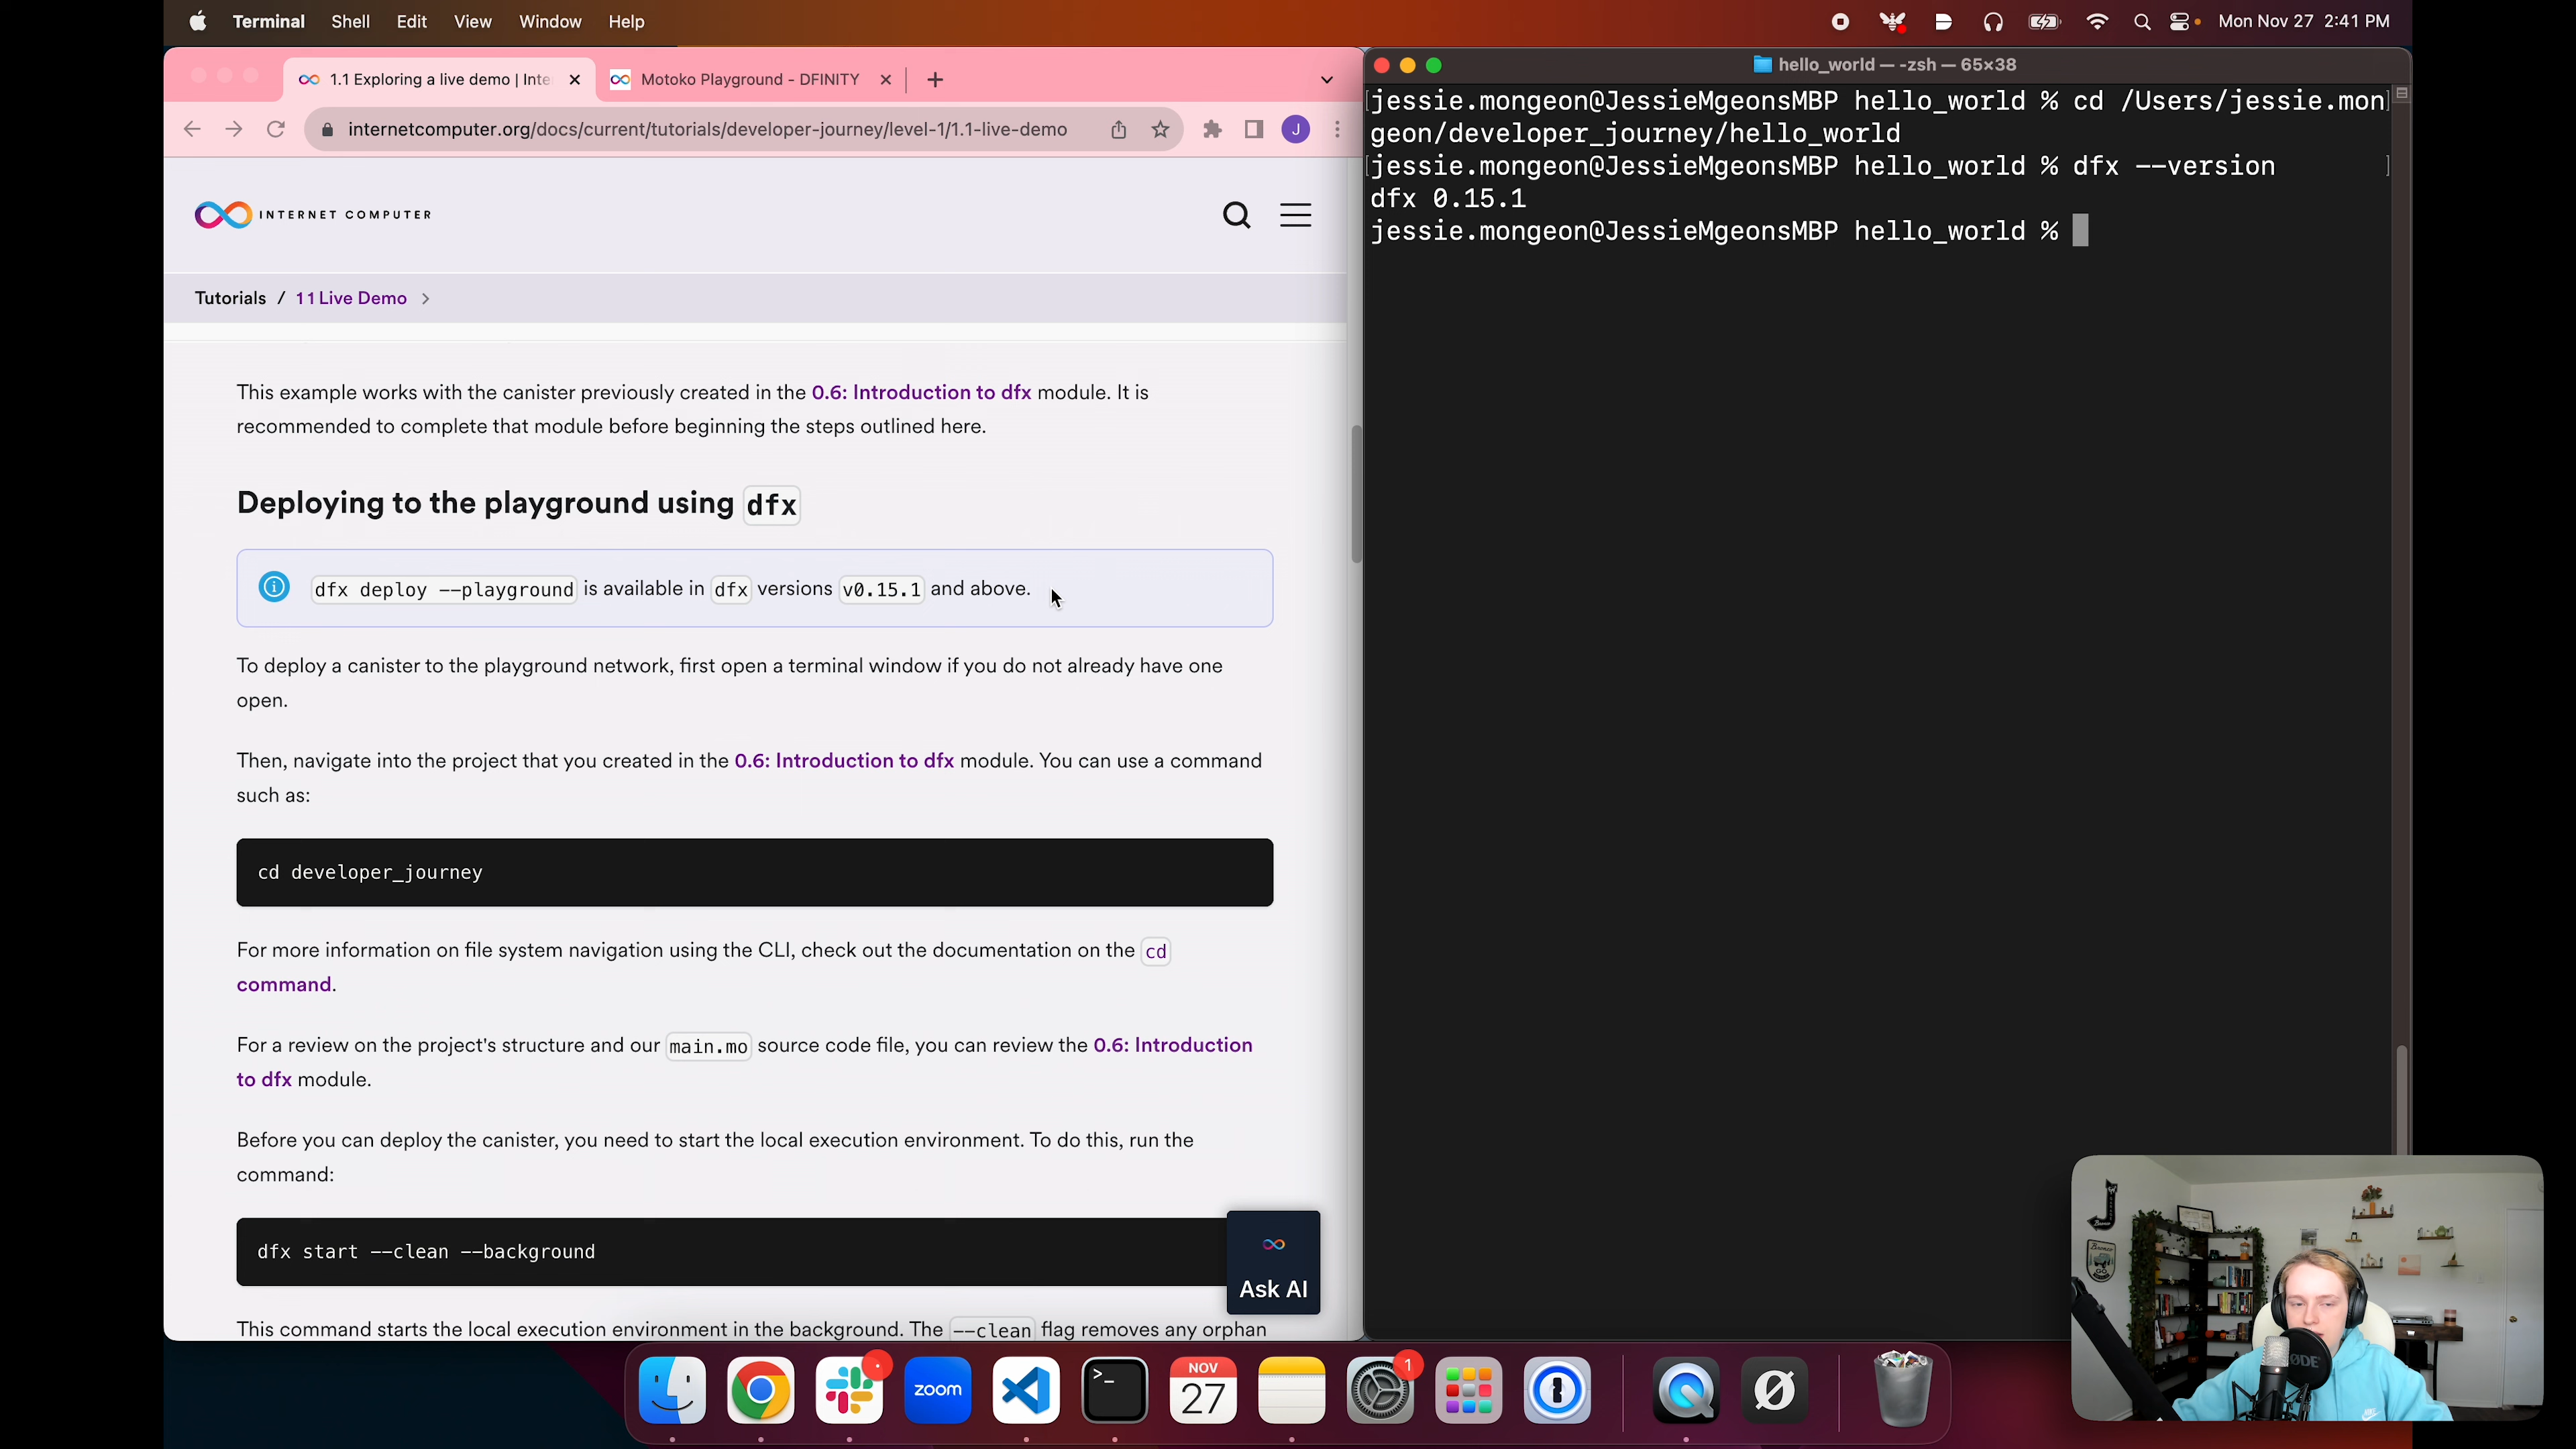 Terminal Shell Edit View Window Help
Mon Nov 27 2:41 PM
1.1 Exploring a live demo | Inte
Motoko Playground - DFINITY
internetcomputer.org/docs/current/tutorials/developer-journey/level-1/1.1-live-demo
J
INTERNET COMPUTER
Tutorials / 1 1 Live Demo
This example works with the canister previously created in the 0.6: Introduction to dfx module. It is
recommended to complete that module before beginning the steps outlined here.
Deploying to the playground using dfx
dfx deploy --playground is available in dfx versions v0.15.1 and above.
To deploy a canister to the playground network, first open a terminal window if you do not already have one
open.
Then, navigate into the project that you created in the 0.6: Introduction to dfx module. You can use a command
such as:
cd developer_journey
For more information on file system navigation using the CLI, check out the documentation on the cd
command.
For a review on the project's structure and our main.mo source code file, you can review the 0.6: Introduction
to dfx module.
Before you can deploy the canister, you need to start the local execution environment. To do this, run the
command:
dfx start --clean --background
Ask AI
This command starts the local execution environment in the background. The --clean flag removes any orphan
hello_world — -zsh — 65×38
[jessie.mongeon@JessieMgeonsMBP hello_world % cd /Users/jessie.mon]
geon/developer_journey/hello_world
[jessie.mongeon@JessieMgeonsMBP hello_world % dfx --version ]
dfx 0.15.1
jessie.mongeon@JessieMgeonsMBP hello_world %
zoom
>_
NOV
27
1
RØDE